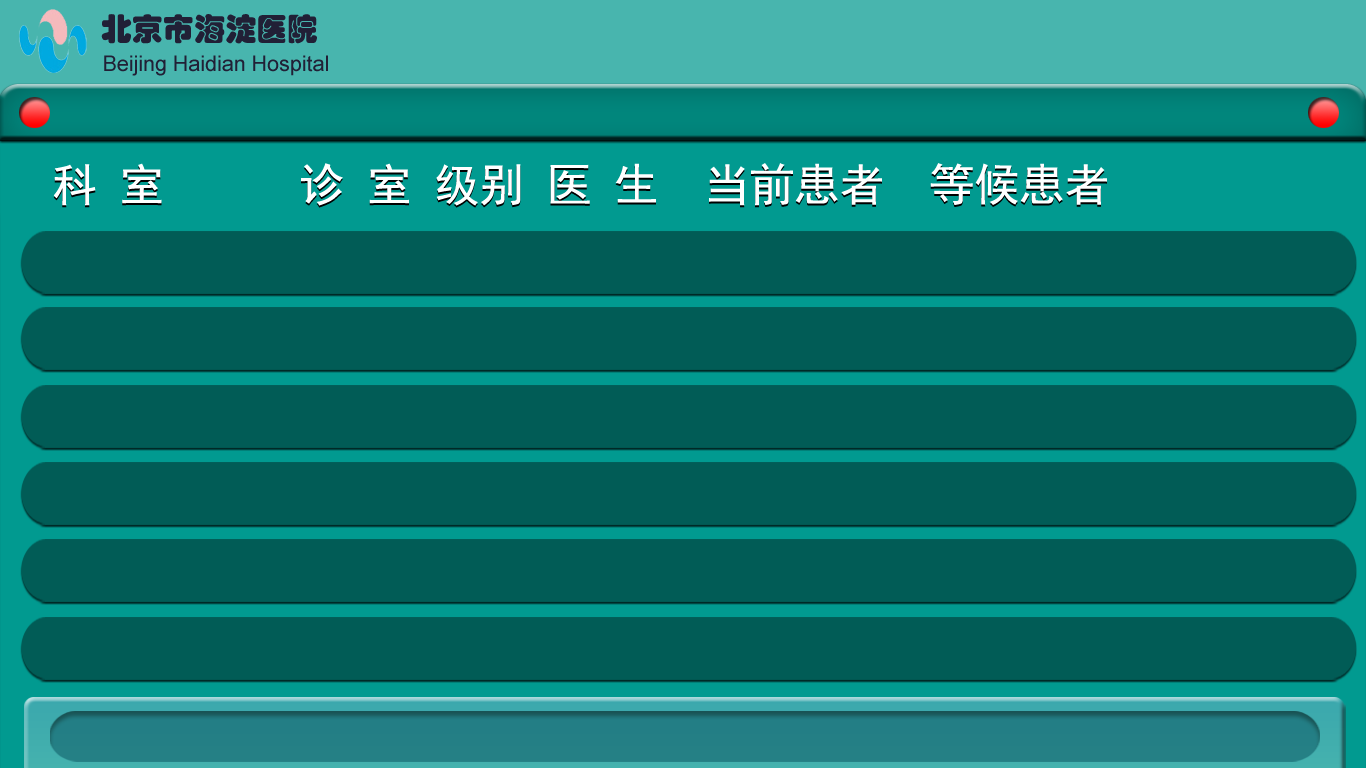 北京市海淀医院
Beijing Haidian Hospital
科 室 诊 室 级别 医 生 当前患者 等候患者